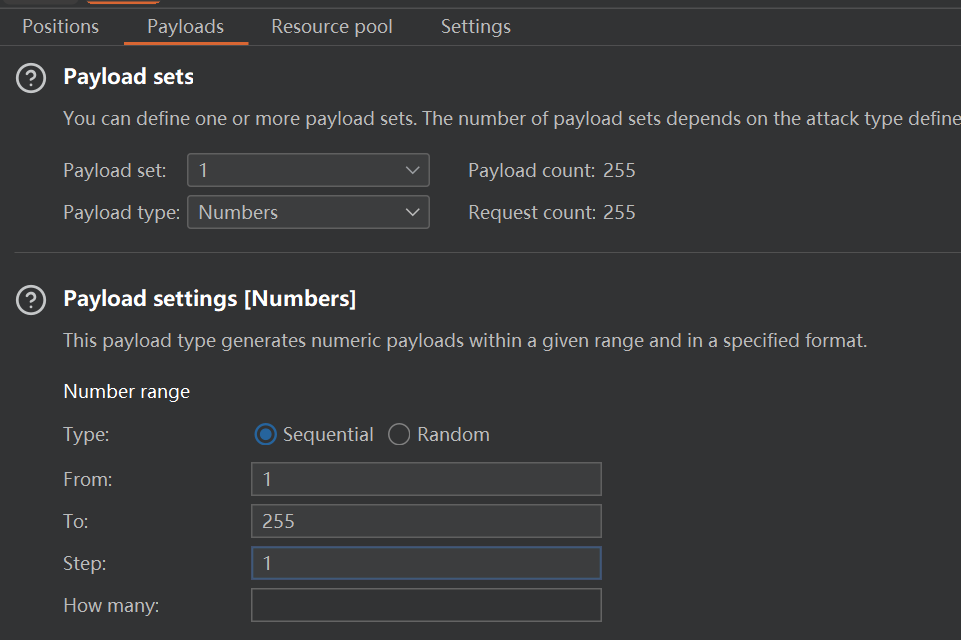 Positions Payloads Resource pool Settings
Payload sets
You can define one or more payload sets. The number of payload sets depends on the attack type define
Payload set: 1 Payload count: 255
Payload type: Numbers Request count: 255
Payload settings [Numbers]
This payload type generates numeric payloads within a given range and in a specified format.
Number range
Type: Sequential Random
From: 1
To: 255
Step: 1
How many: